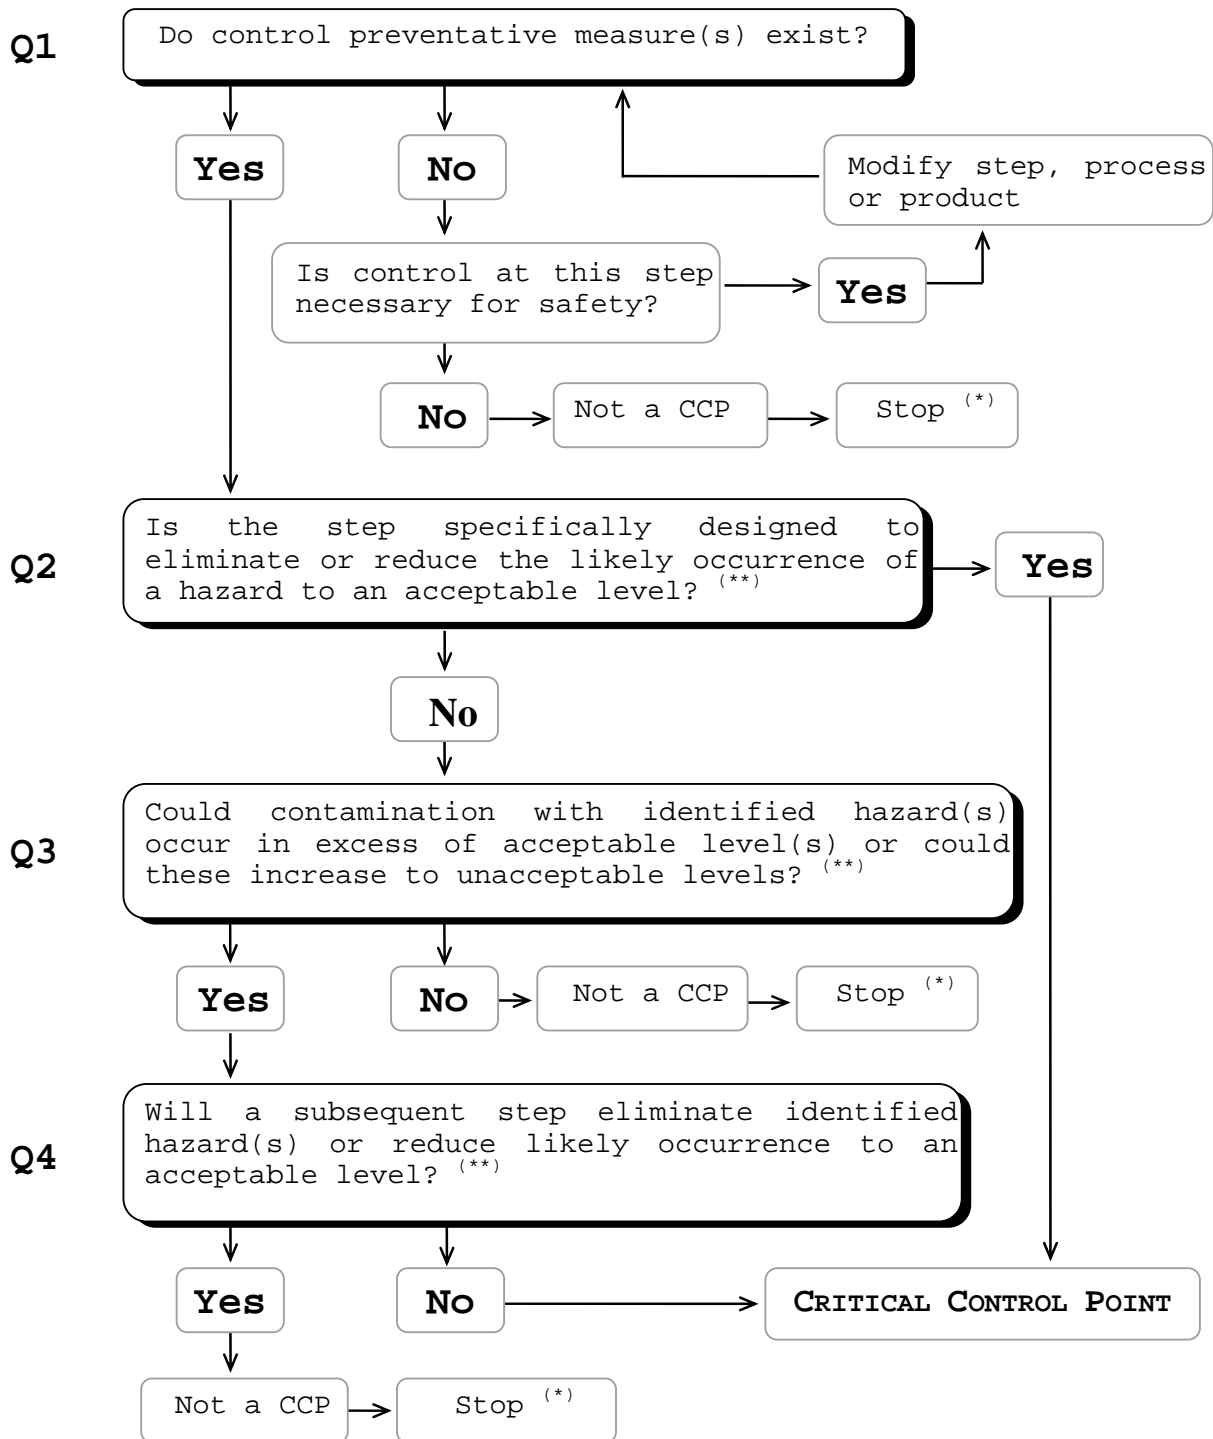 Q1
Do control preventative measure(s) exist?
Yes
No
Modify step, process
or product
Is control at this step
necessary for safety?
Yes
No
Not a CCP
Stop (*)
Q2
Is the step specifically designed to
eliminate or reduce the likely occurrence of
a hazard to an acceptable level? (**)
Yes
No
Q3
Could contamination with identified hazard(s)
occur in excess of acceptable level(s) or could
these increase to unacceptable levels? (**)
Yes
No
Not a CCP
Stop (*)
Q4
Will a subsequent step eliminate identified
hazard(s) or reduce likely occurrence to an
acceptable level? (**)
Yes
No
CRITICAL CONTROL POINT
Not a CCP
Stop (*)